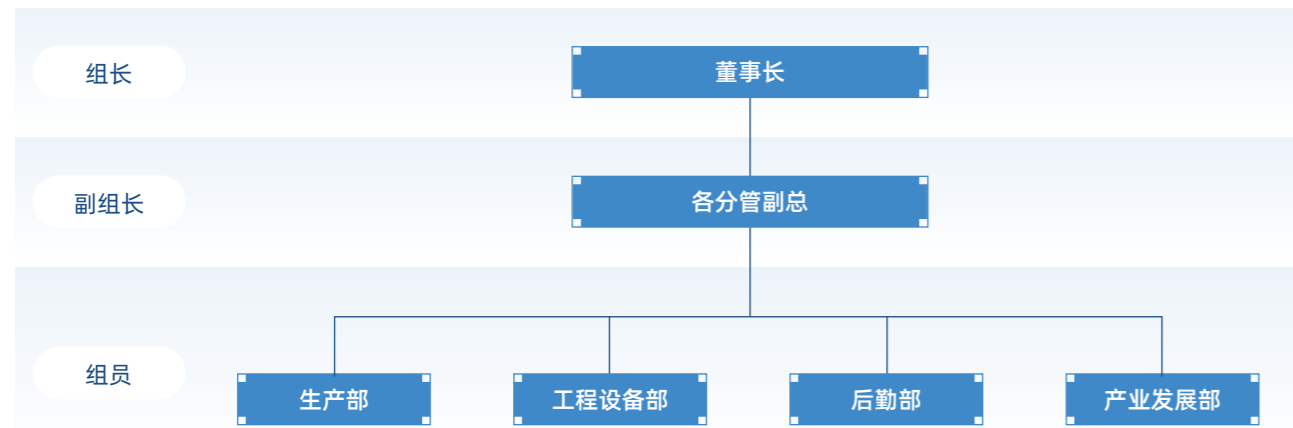 组长
董事长
副组长
各分管副总
组员
生产部
工程设备部
后勤部
产业发展部